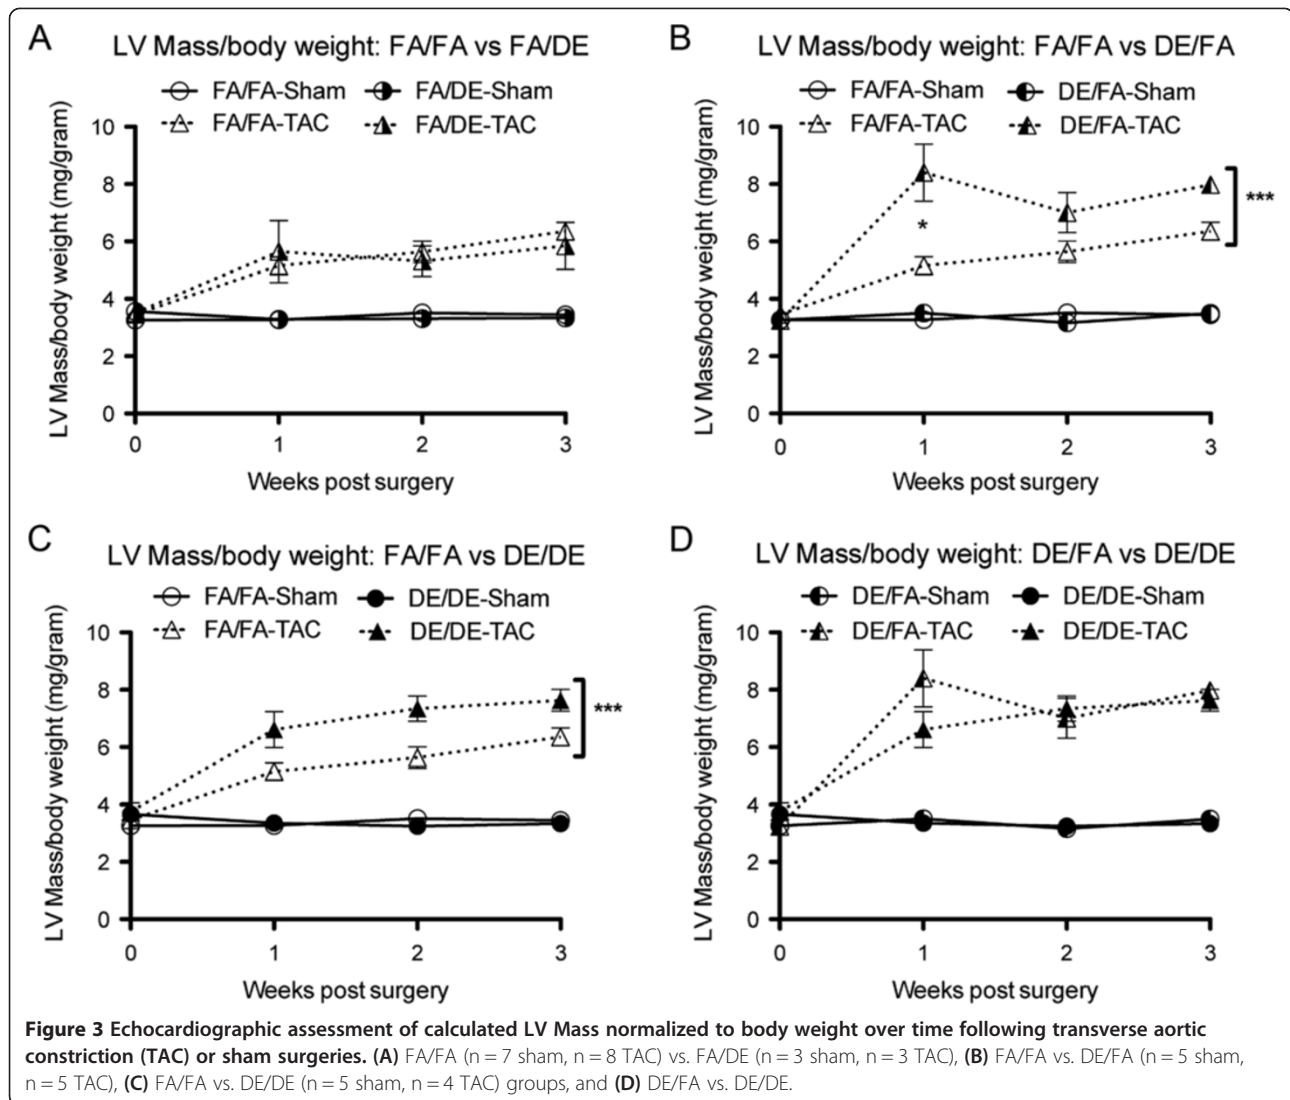 A
LV Mass/body weight: FA/FA vs FA/DE
FA/FA-Sham FA/DE-Sham
FA/FA-TAC FA/DE-TAC
LV Mass/body weight (mg/gram)
10
8
6
4
2
0
0 1 2 3
Weeks post surgery
B
LV Mass/body weight: FA/FA vs DE/FA
FA/FA-Sham DE/FA-Sham
FA/FA-TAC DE/FA-TAC
LV Mass/body weight (mg/gram)
10
8
6
4
2
0
*
***
0 1 2 3
Weeks post surgery
C
LV Mass/body weight: FA/FA vs DE/DE
FA/FA-Sham DE/DE-Sham
FA/FA-TAC DE/DE-TAC
LV Mass/body weight (mg/gram)
10
8
6
4
2
0
***
0 1 2 3
Weeks post surgery
D
LV Mass/body weight: DE/FA vs DE/DE
DE/FA-Sham DE/DE-Sham
DE/FA-TAC DE/DE-TAC
LV Mass/body weight (mg/gram)
10
8
6
4
2
0
0 1 2 3
Weeks post surgery
Figure 3 Echocardiographic assessment of calculated LV Mass normalized to body weight over time following transverse aortic
constriction (TAC) or sham surgeries. (A) FA/FA (n = 7 sham, n = 8 TAC) vs. FA/DE (n = 3 sham, n = 3 TAC), (B) FA/FA vs. DE/FA (n = 5 sham,
n = 5 TAC), (C) FA/FA vs. DE/DE (n = 5 sham, n = 4 TAC) groups, and (D) DE/FA vs. DE/DE.